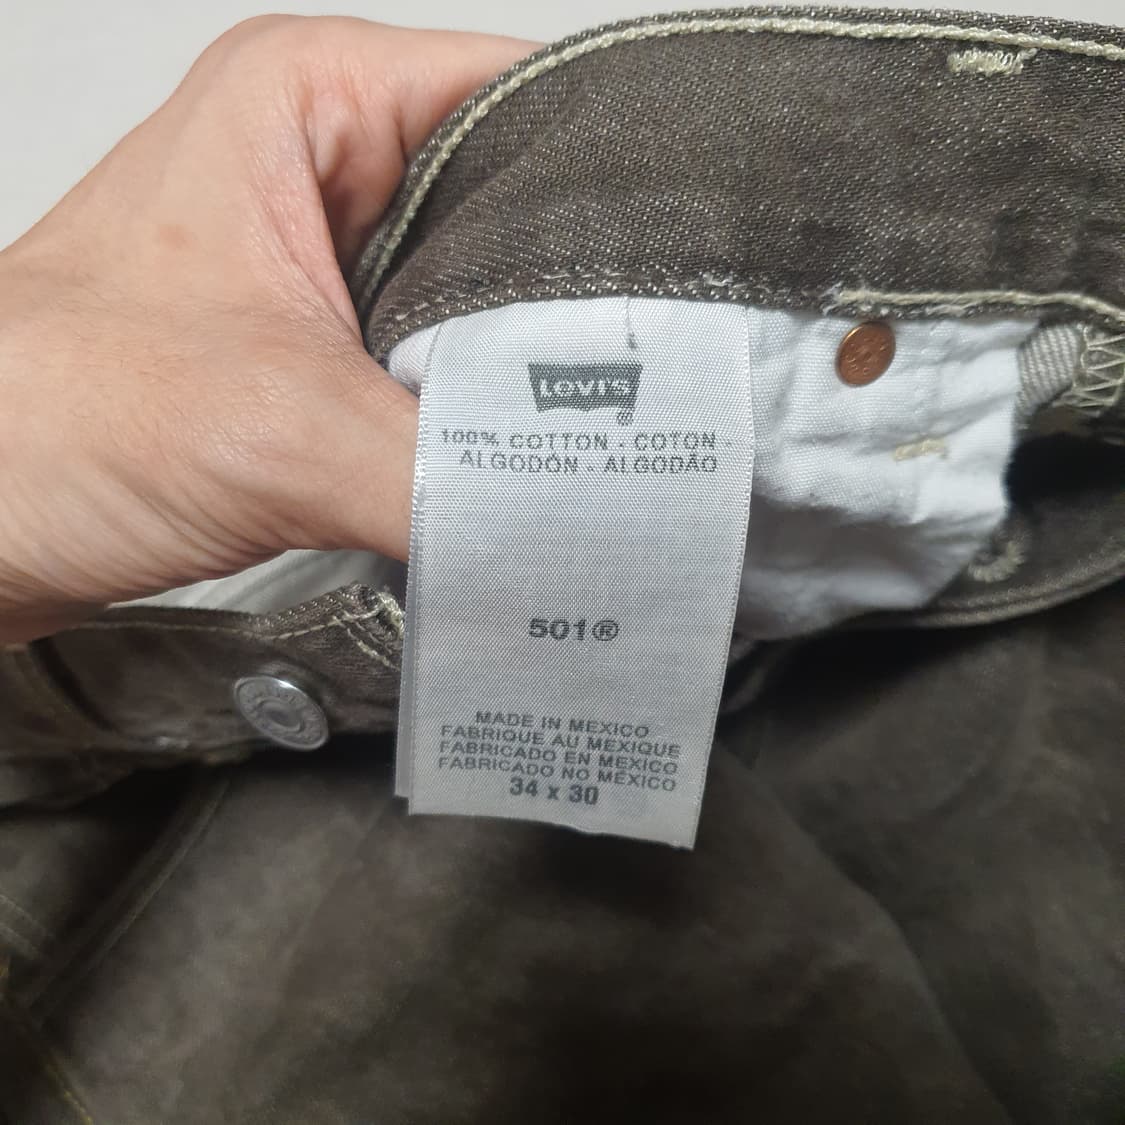 LEVI'S®
100% COTTON - COTON -
ALGODÓN - ALGODÃO
501®
MADE IN MEXICO
FABRIQUE AU MEXIQUE
FABRICADO EN MEXICO
FABRICADO NO MÉXICO
34 x 30